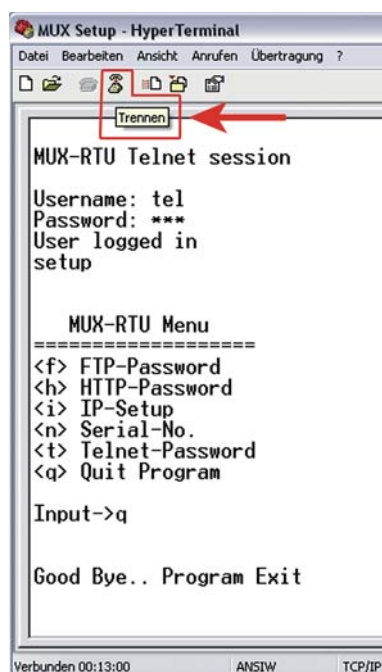 MUX Setup - HyperTerminal
Datei Bearbeiten Ansicht Anrufen Übertragung ?
Trennen
MUX-RTU Telnet session
Username: tel
Password: ***
User logged in
setup
MUX-RTU Menu
====================
<f> FTP-Password
<h> HTTP-Password
<i> IP-Setup
<n> Serial-No.
<t> Telnet-Password
<q> Quit Program
Input->q
Good Bye.. Program Exit
Verbunden 00:13:00 ANSIW TCP/IP